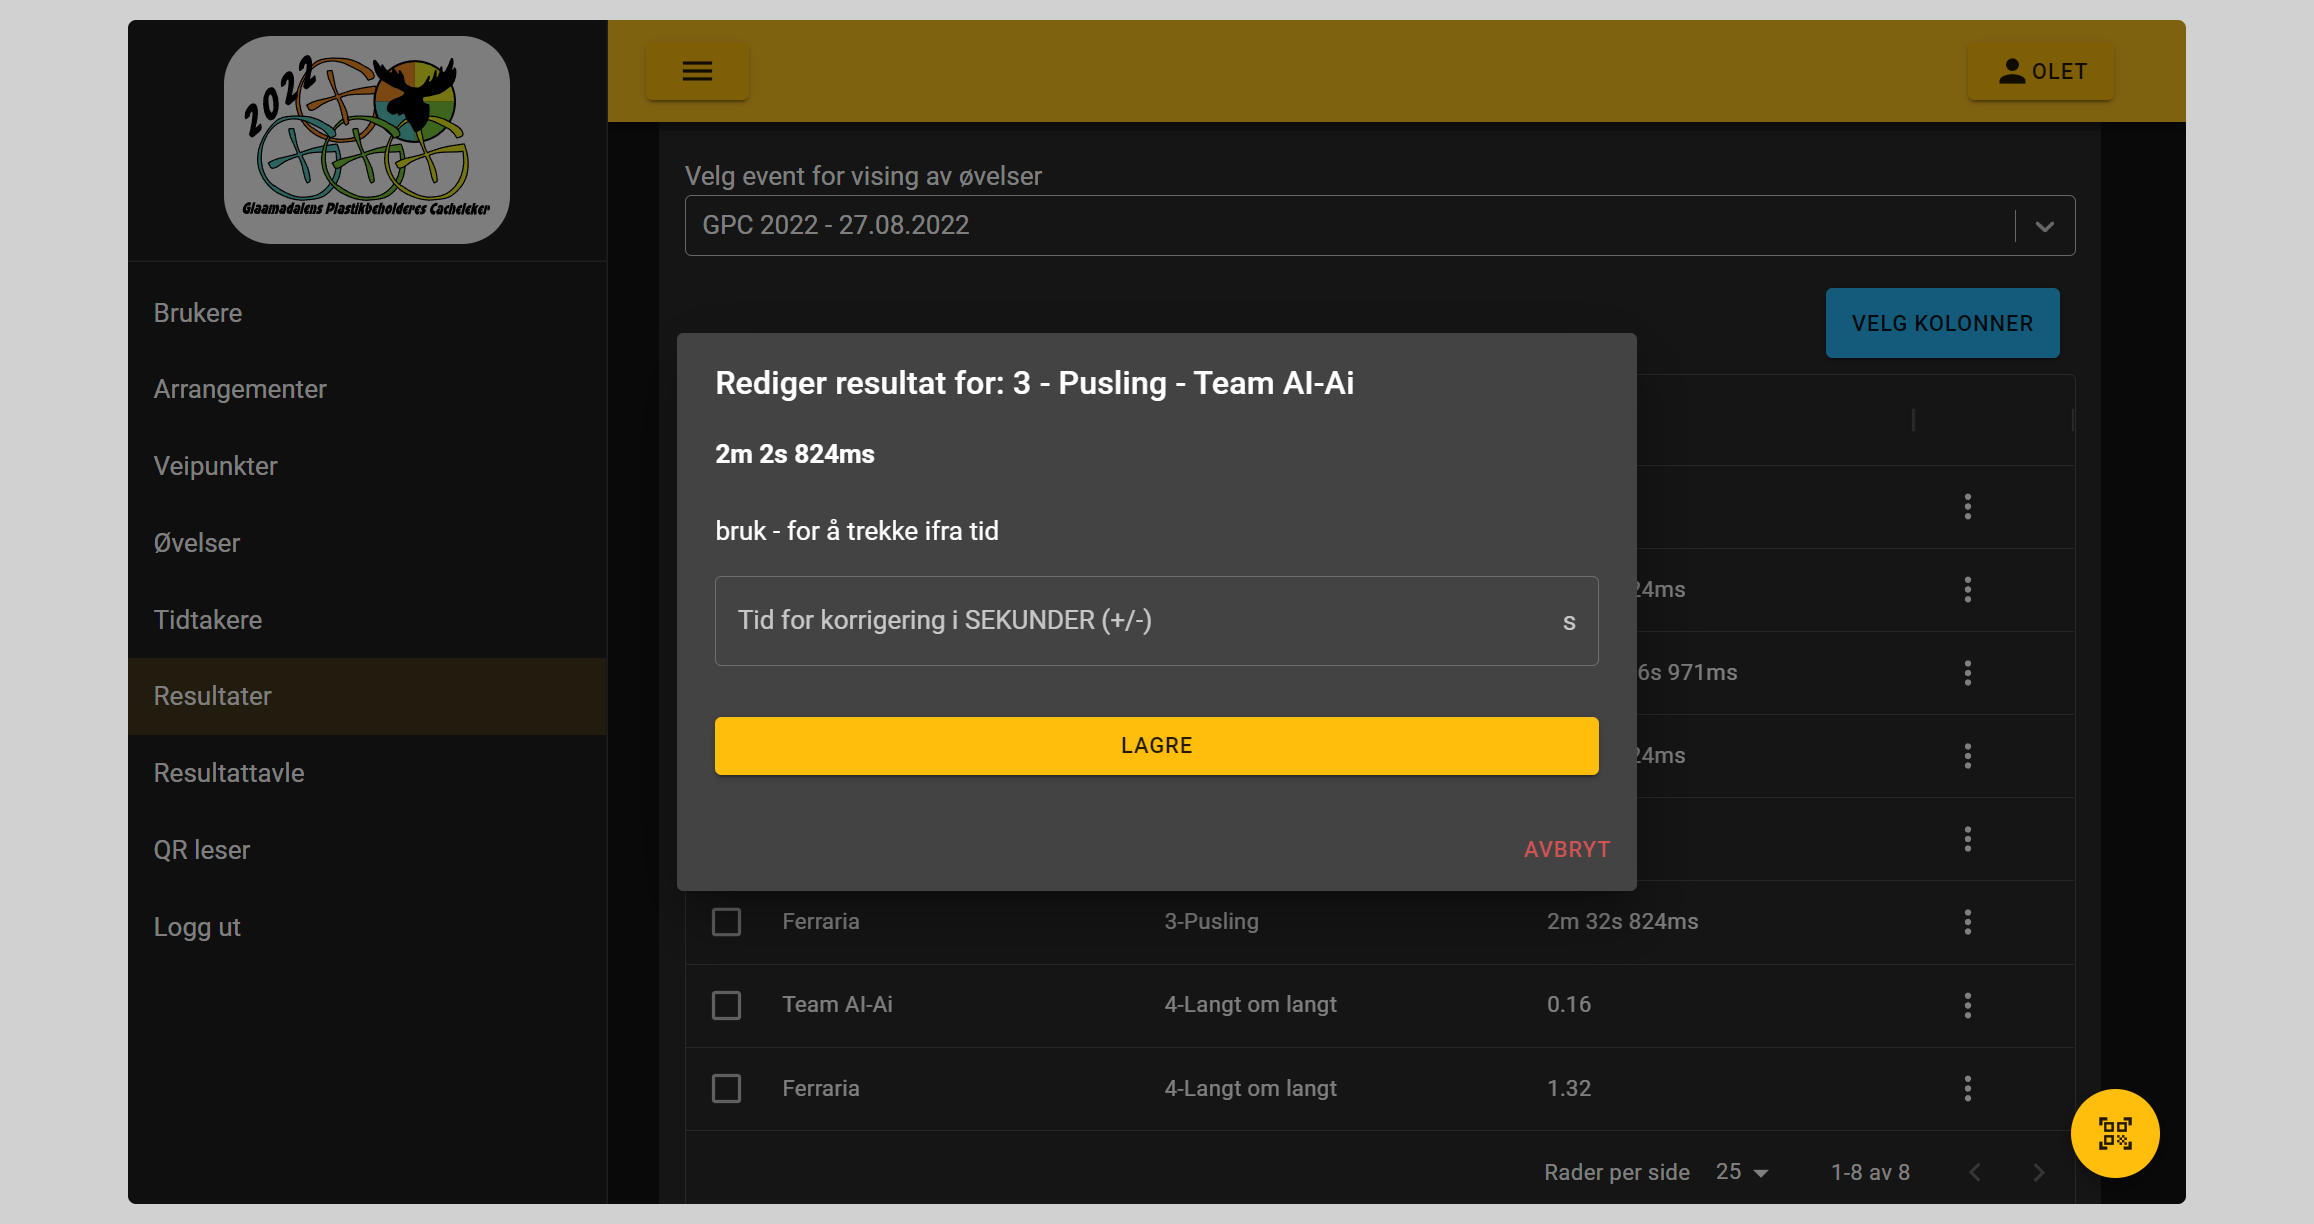 2022
Glaamadalens Plastikbeholderes Cacheleker
OLET
Brukere
Arrangementer
Veipunkter
Øvelser
Tidtakere
Resultater
Resultattavle
QR leser
Logg ut
Velg event for vising av øvelser
GPC 2022 - 27.08.2022
VELG KOLONNER
Rediger resultat for: 3 - Pusling - Team AI-Ai
2m 2s 824ms
bruk - for å trekke ifra tid
Tid for korrigering i SEKUNDER (+/-) s
LAGRE
AVBRYT
24ms
6s 971ms
24ms
Ferraria 3-Pusling 2m 32s 824ms
Team AI-Ai 4-Langt om langt 0.16
Ferraria 4-Langt om langt 1.32
Rader per side 25 1-8 av 8